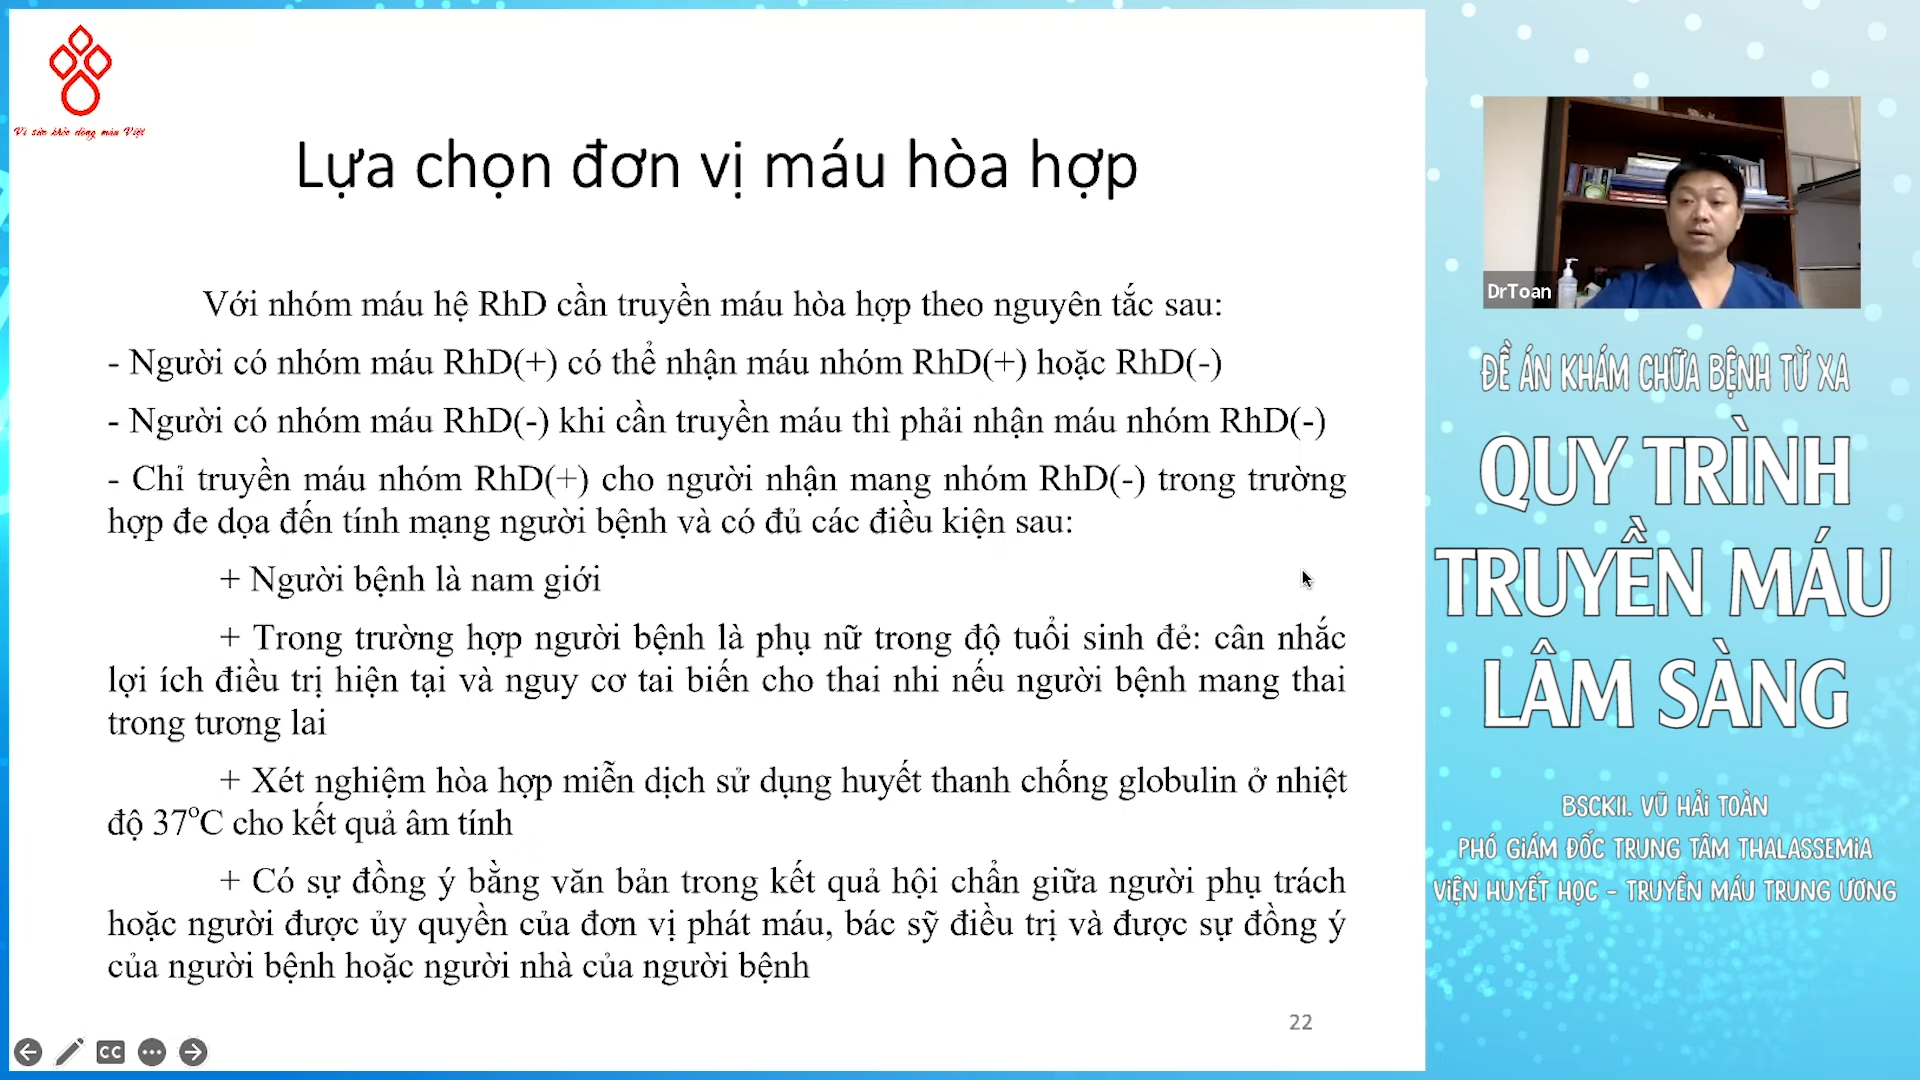 Vì sức khỏe dòng máu Việt
Lựa chọn đơn vị máu hòa hợp
Với nhóm máu hệ RhD cần truyền máu hòa hợp theo nguyên tắc sau:
- Người có nhóm máu RhD(+) có thể nhận máu nhóm RhD(+) hoặc RhD(-)
- Người có nhóm máu RhD(-) khi cần truyền máu thì phải nhận máu nhóm RhD(-)
- Chỉ truyền máu nhóm RhD(+) cho người nhận mang nhóm RhD(-) trong trường
hợp đe dọa đến tính mạng người bệnh và có đủ các điều kiện sau:
+ Người bệnh là nam giới
+ Trong trường hợp người bệnh là phụ nữ trong độ tuổi sinh đẻ: cân nhắc
lợi ích điều trị hiện tại và nguy cơ tai biến cho thai nhi nếu người bệnh mang thai
trong tương lai
+ Xét nghiệm hòa hợp miễn dịch sử dụng huyết thanh chống globulin ở nhiệt
độ 37°C cho kết quả âm tính
+ Có sự đồng ý bằng văn bản trong kết quả hội chẩn giữa người phụ trách
hoặc người được ủy quyền của đơn vị phát máu, bác sỹ điều trị và được sự đồng ý
của người bệnh hoặc người nhà của người bệnh
22
CC
DrToan
ĐỀ ÁN KHÁM CHỮA BỆNH TỪ XA
QUY TRÌNH
TRUYỀN MÁU
LÂM SÀNG
BSCKII. VŨ HẢI TOÀN
PHÓ GIÁM ĐỐC TRUNG TÂM THALASSEMIA
VIỆN HUYẾT HỌC - TRUYỀN MÁU TRUNG ƯƠNG